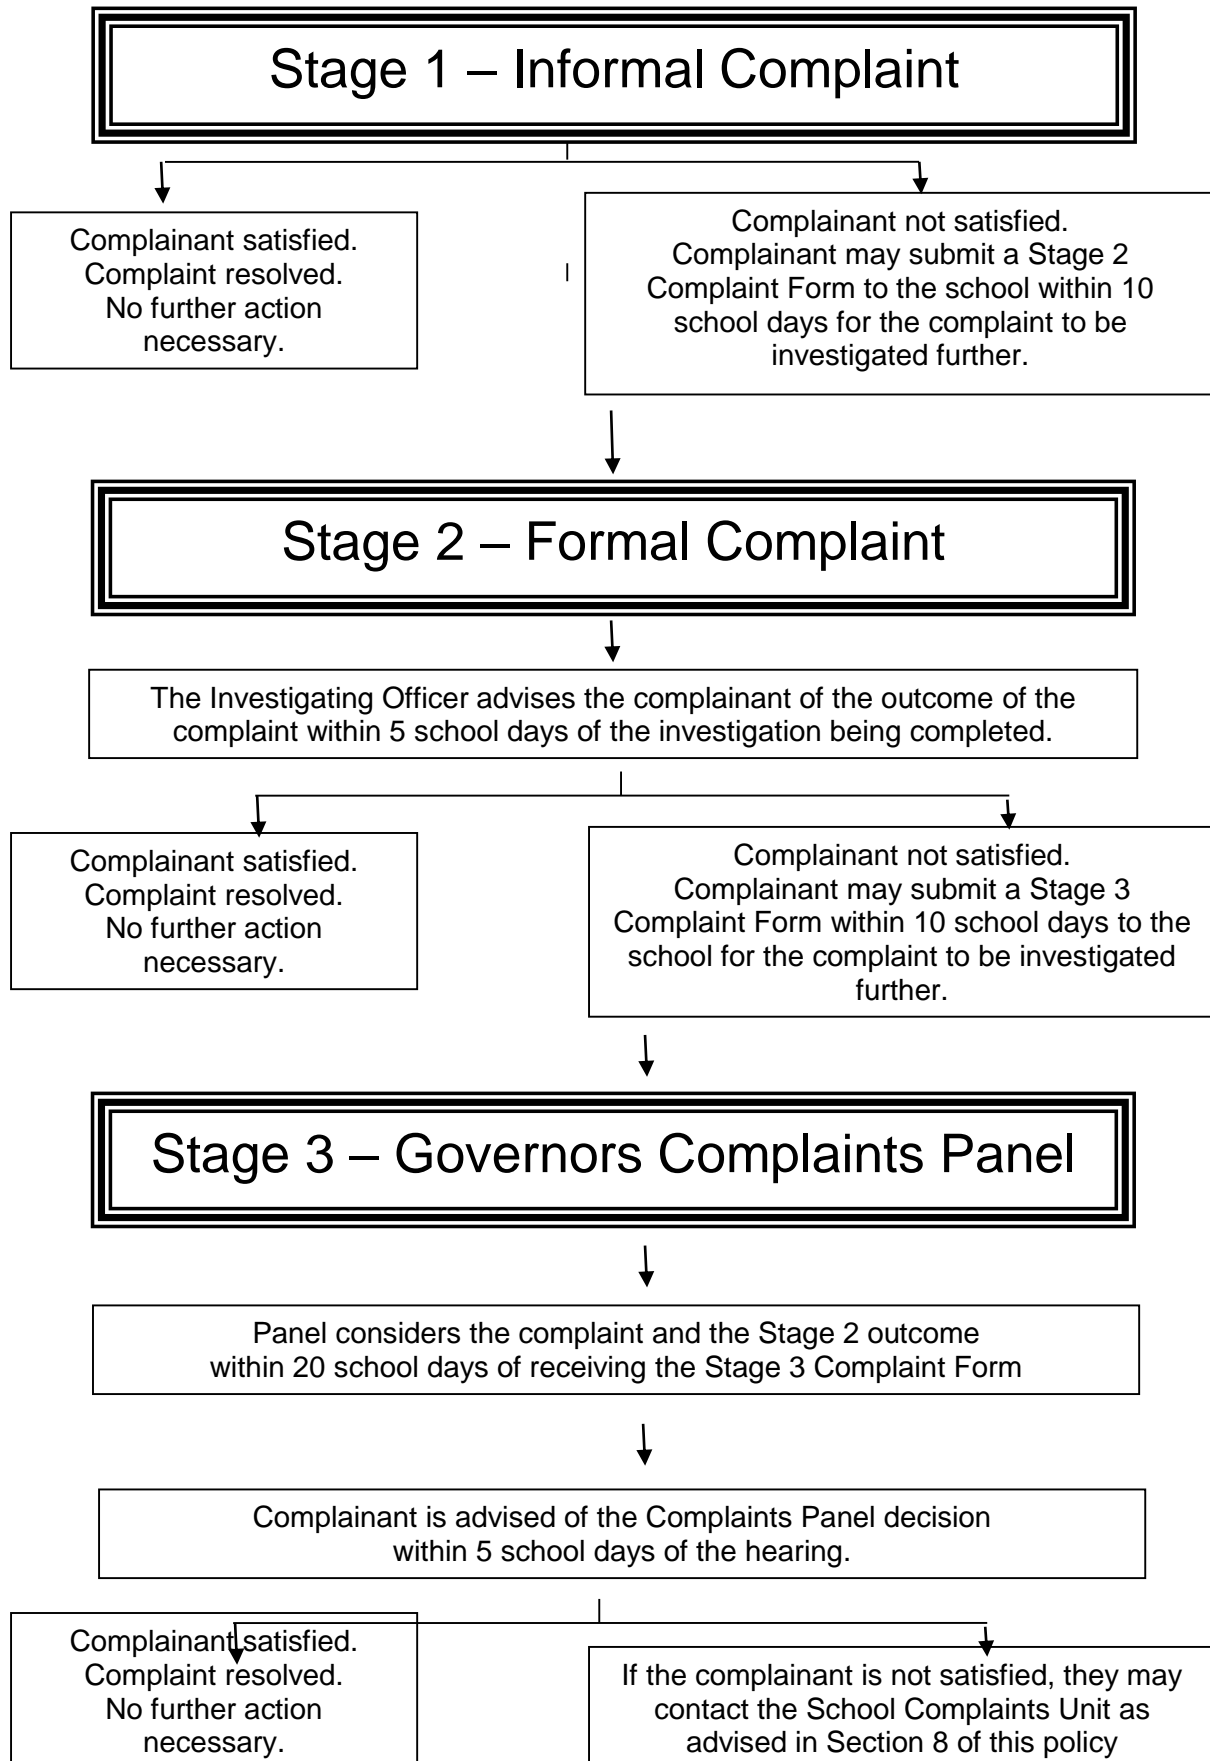 Stage 1 – Informal Complaint
Complainant satisfied.
Complaint resolved.
No further action
necessary.
Complainant not satisfied.
Complainant may submit a Stage 2
Complaint Form to the school within 10
school days for the complaint to be
investigated further.
Stage 2 – Formal Complaint
The Investigating Officer advises the complainant of the outcome of the
complaint within 5 school days of the investigation being completed.
Complainant satisfied.
Complaint resolved.
No further action
necessary.
Complainant not satisfied.
Complainant may submit a Stage 3
Complaint Form within 10 school days to the
school for the complaint to be investigated
further.
Stage 3 – Governors Complaints Panel
Panel considers the complaint and the Stage 2 outcome
within 20 school days of receiving the Stage 3 Complaint Form
Complainant is advised of the Complaints Panel decision
within 5 school days of the hearing.
Complainant satisfied.
Complaint resolved.
No further action
necessary.
If the complainant is not satisfied, they may
contact the School Complaints Unit as
advised in Section 8 of this policy